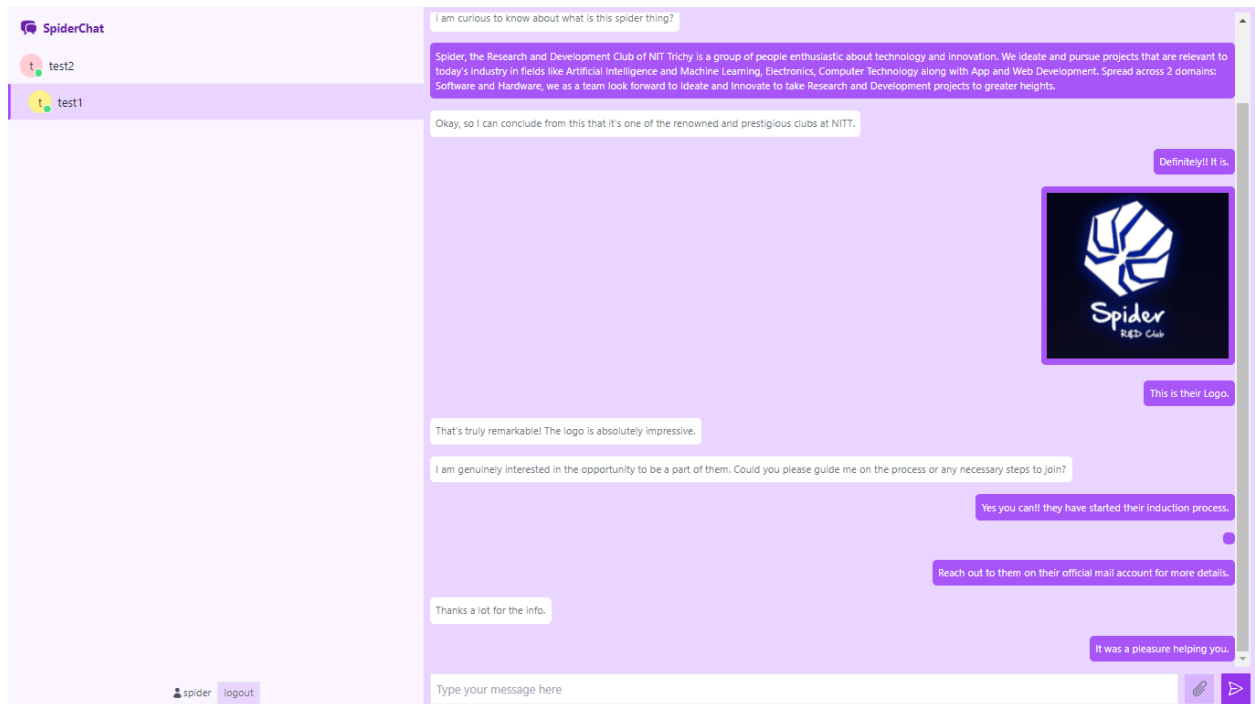 SpiderChat
t test2
t test1
spider logout
i am curious to know about what is this spider thing?
Spider, the Research and Development Club of NIT Trichy is a group of people enthusiastic about technology and innovation. We ideate and pursue projects that are relevant to
today's industry in fields like Artificial Intelligence and Machine Learning, Electronics, Computer Technology along with App and Web Development. Spread across 2 domains:
Software and Hardware, we as a team look forward to Ideate and Innovate to take Research and Development projects to greater heights.
Okay, so I can conclude from this that it's one of the renowned and prestigious clubs at NITT.
Definitely!! It is.
Spider
R&D Club
This is their Logo.
That's truly remarkable! The logo is absolutely impressive.
I am genuinely interested in the opportunity to be a part of them. Could you please guide me on the process or any necessary steps to join?
Yes you can!! they have started their induction process.
Reach out to them on their official mail account for more details.
Thanks a lot for the info.
It was a pleasure helping you.
Type your message here